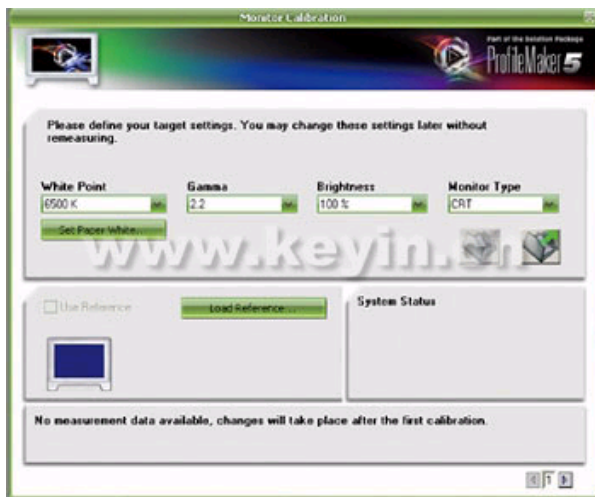 Monitor Calibration
Part of the Solution Package
ProfileMaker 5
Please define your target settings. You may change these settings later without
remeasuring.
White Point Gamma Brightness Monitor Type
6500 K 2.2 100 % CRT
Set Paper White...
www.keyin.cn
Use Reference Load Reference ... System Status
No measurement data available, changes will take place after the first calibration.
1